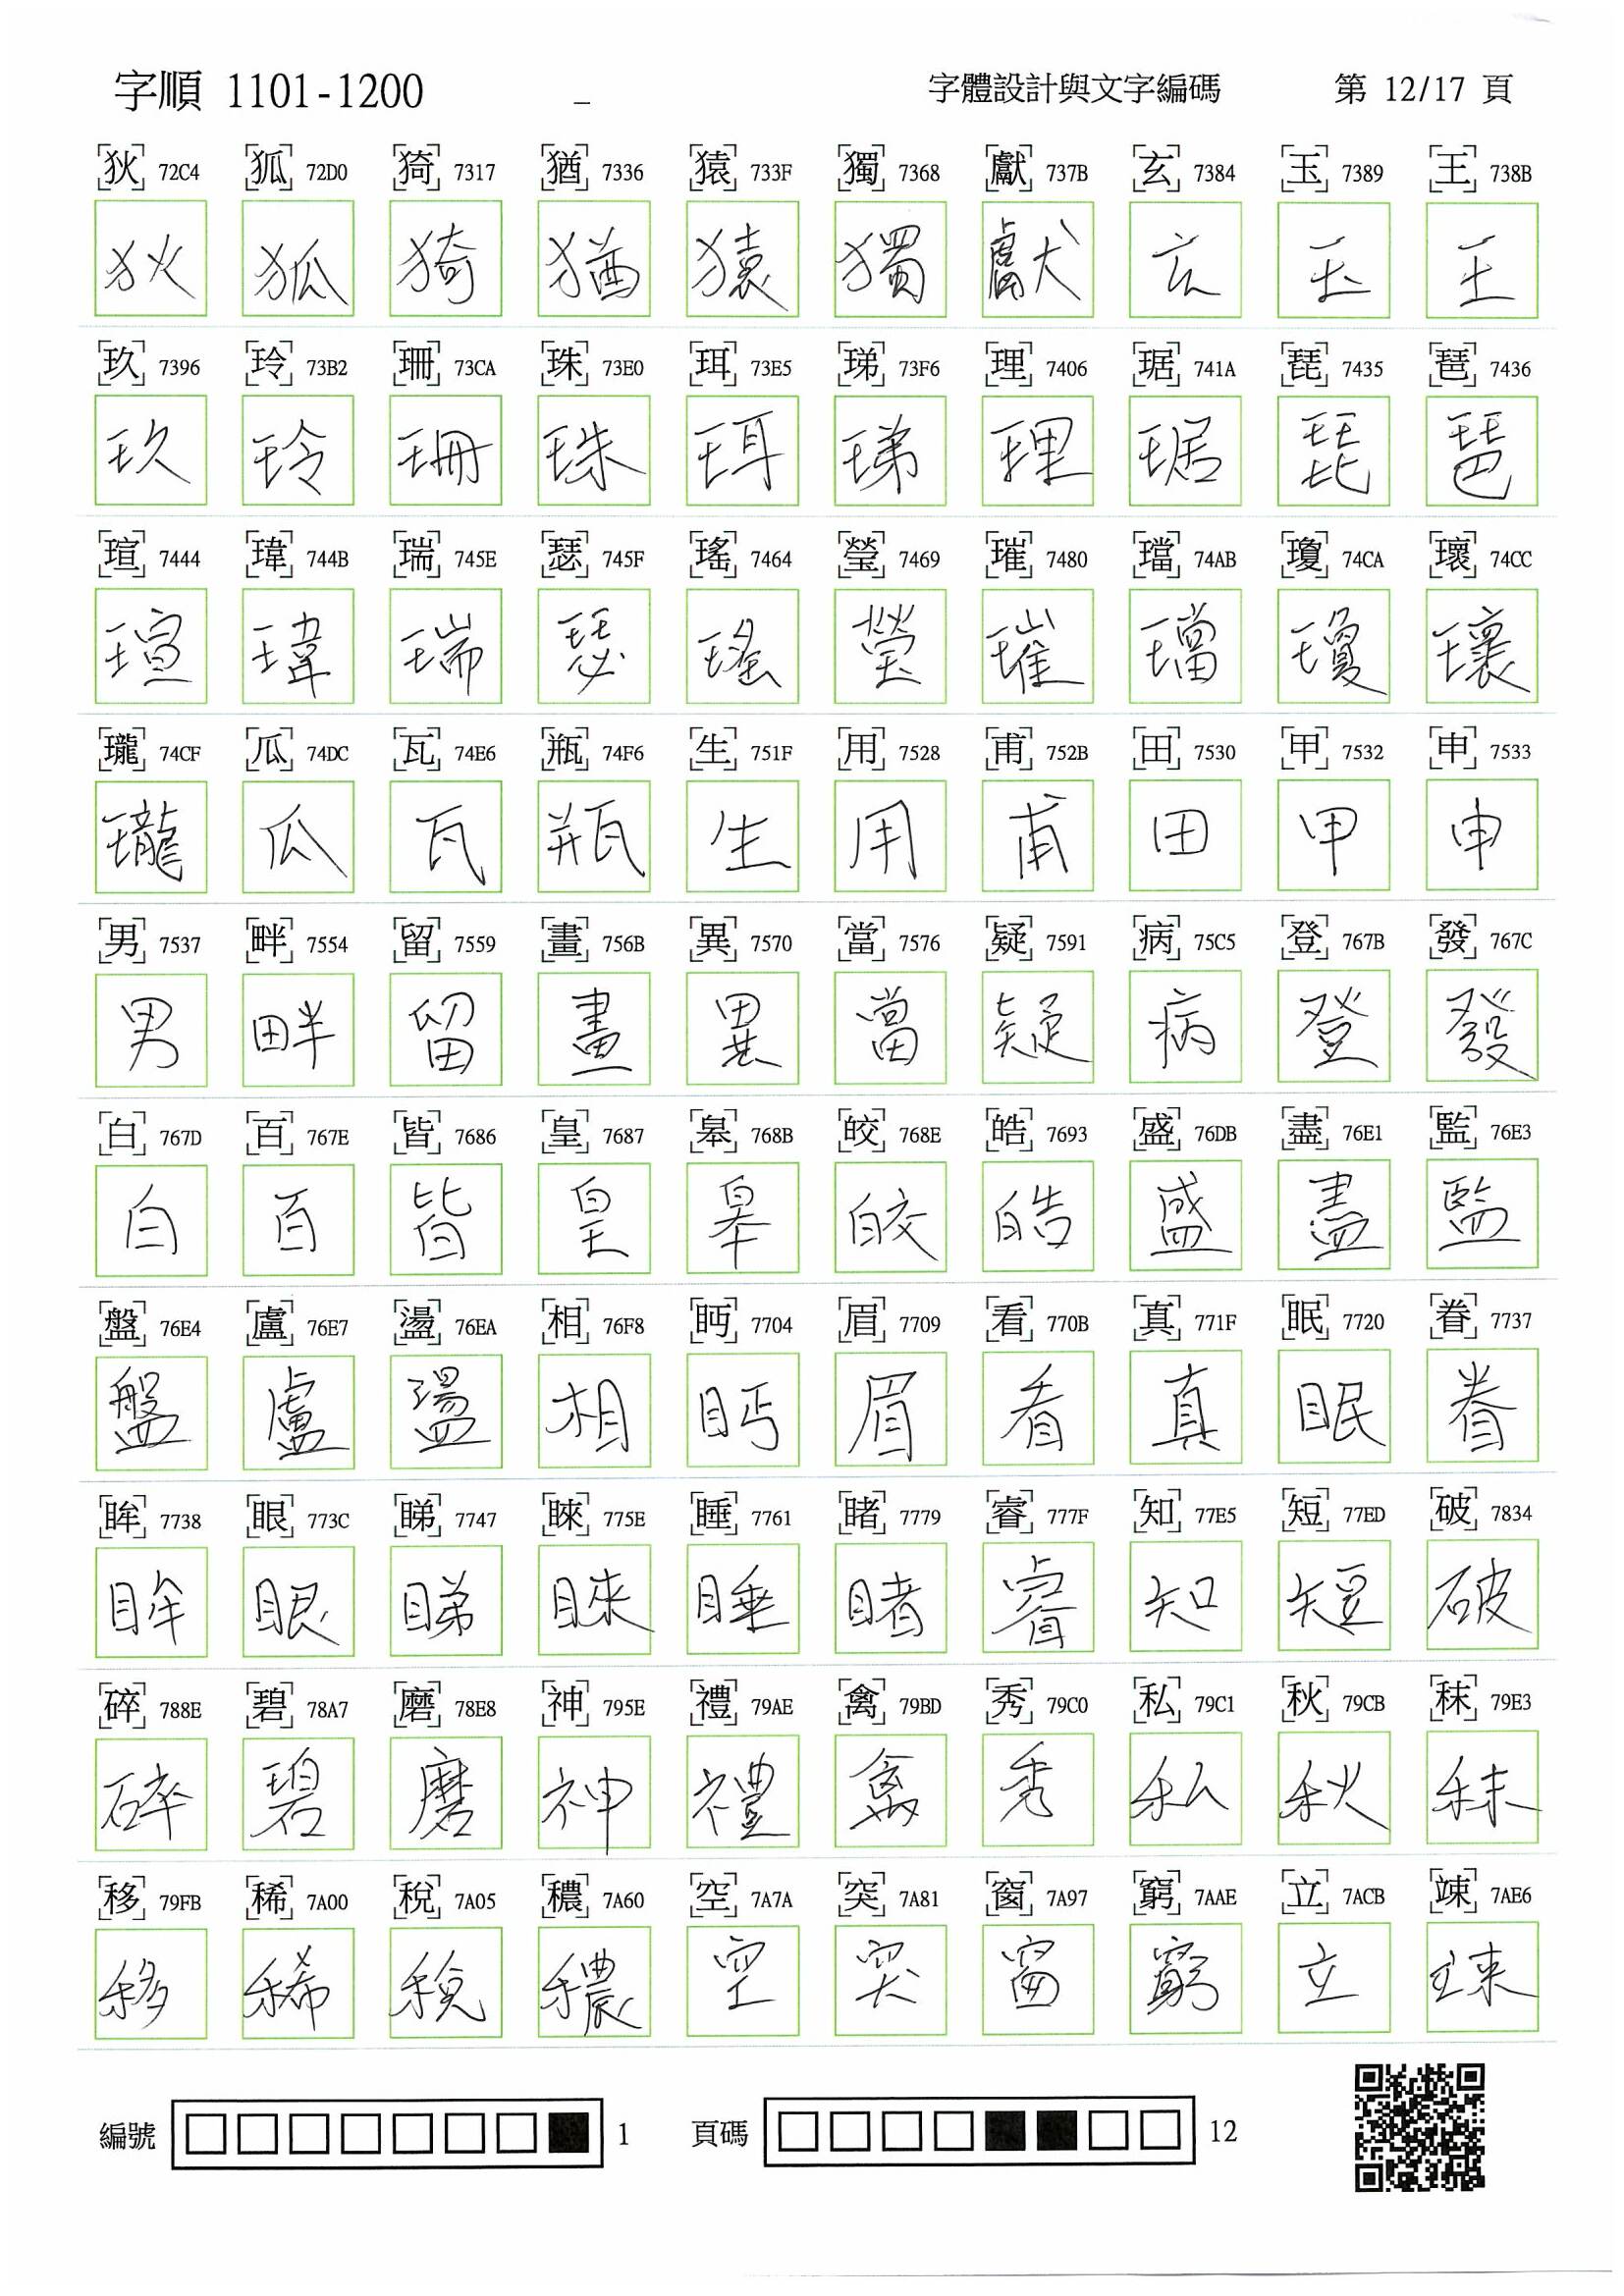 字順 1101-1200 _ 字體設計與文字編碼 第 12/17 頁
狄 72C4 狐 72D0 猗 7317 猶 7336 猿 733F 獨 7368 獻 737B 玄 7384 玉 7389 王 738B
狄 狐 猗 猶 猿 獨 獻 玄 玉 王
玖 7396 玲 73B2 珊 73CA 珠 73E0 珥 73E5 珶 73F6 理 7406 琚 741A 琵 7435 琶 7436
玖 玲 珊 珠 珥 珶 理 琚 琵 琶
瑄 7444 瑋 744B 瑞 745E 瑟 745F 瑤 7464 瑩 7469 璀 7480 璫 74AB 瓊 74CA 瓌 74CC
瑄 瑋 瑞 瑟 瑤 瑩 璀 璫 瓊 瓌
瓏 74CF 瓜 74DC 瓦 74E6 瓶 74F6 生 751F 用 7528 甫 752B 田 7530 甲 7532 申 7533
瓏 瓜 瓦 瓶 生 用 甫 田 甲 申
男 7537 畔 7554 留 7559 畫 756B 異 7570 當 7576 疑 7591 病 75C5 登 767B 發 767C
男 畔 留 畫 異 當 疑 病 登 發
白 767D 百 767E 皆 7686 皇 7687 皋 768B 皎 768E 皓 7693 盛 76DB 盡 76E1 監 76E3
白 百 皆 皇 皋 皎 皓 盛 盡 監
盤 76E4 盧 76E7 盪 76EA 相 76F8 眄 7704 眉 7709 看 770B 真 771F 眠 7720 眷 7737
盤 盧 盪 相 眄 眉 看 真 眠 眷
眸 7738 眼 773C 睇 7747 睞 775E 睡 7761 睹 7779 睿 777F 知 77E5 短 77ED 破 7834
眸 眼 睇 睞 睡 睹 睿 知 短 破
碎 788E 碧 78A7 磨 78E8 神 795E 禮 79AE 禽 79BD 秀 79C0 私 79C1 秋 79CB 秣 79E3
碎 碧 磨 神 禮 禽 秀 私 秋 秣
移 79FB 稀 7A00 稅 7A05 穠 7A60 空 7A7A 突 7A81 窗 7A97 窮 7AAE 立 7ACB 竦 7AE6
移 稀 稅 穠 空 突 窗 窮 立 竦
編號 1 頁碼 12